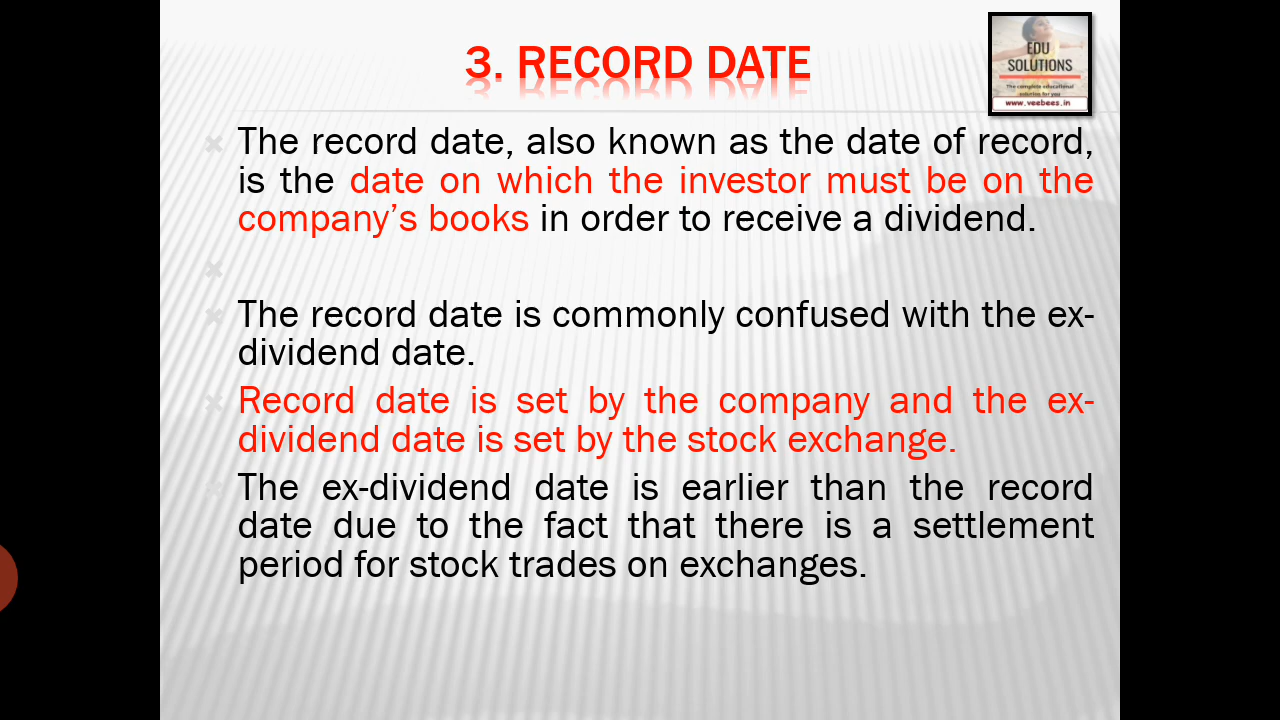 3. RECORD DATE
EDU
SOLUTIONS
The complete educational
solution for you
www.veebees.in
The record date, also known as the date of record,
is the date on which the investor must be on the
company’s books in order to receive a dividend.
The record date is commonly confused with the ex-
dividend date.
Record date is set by the company and the ex-
dividend date is set by the stock exchange.
The ex-dividend date is earlier than the record
date due to the fact that there is a settlement
period for stock trades on exchanges.